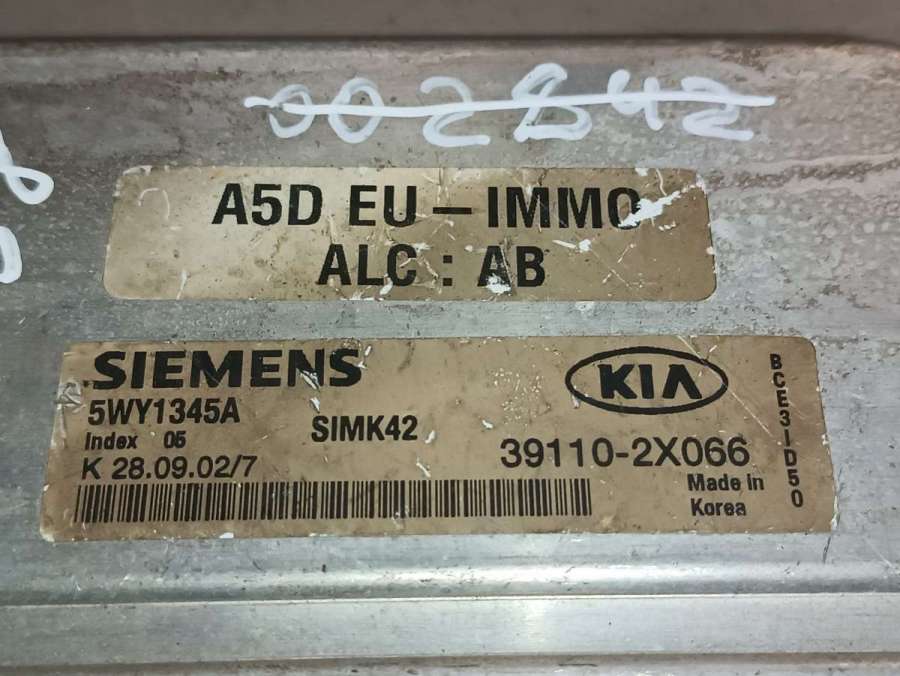 002842
A5D EU – IMMO
ALC : AB
SIEMENS
5WY1345A
Index 05
SIMK42
K 28.09.02/7
KIA
39110-2X066
Made in
Korea
BCE3ID50